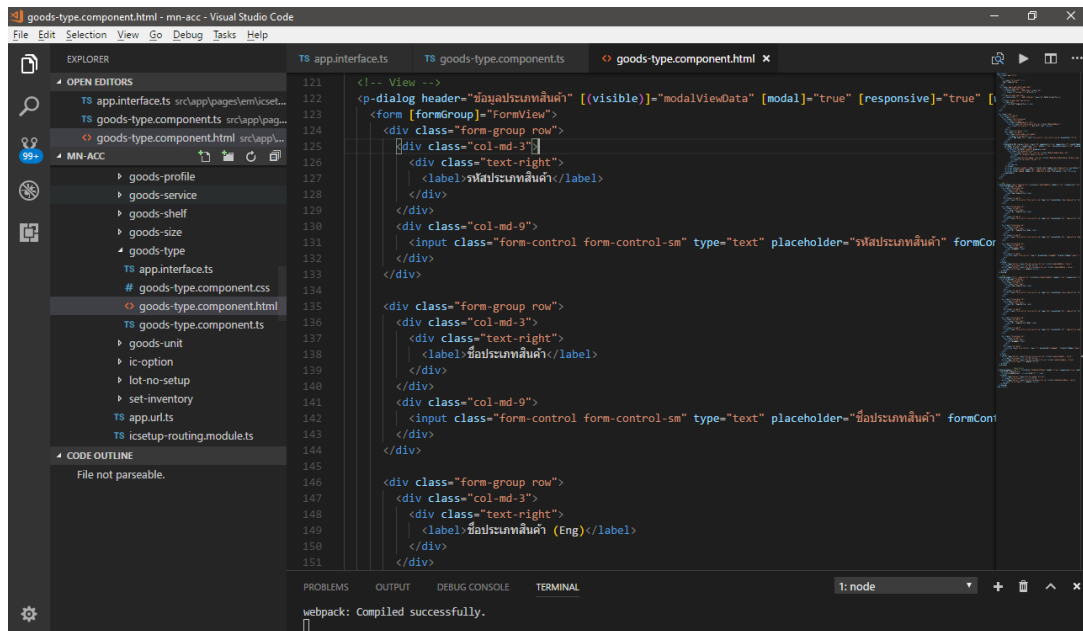 goods-type.component.html - mn-acc - Visual Studio Code
File Edit Selection View Go Debug Tasks Help
EXPLORER
OPEN EDITORS
TS app.interface.ts src\app\pages\em\icset...
TS goods-type.component.ts src\app\pag...
<> goods-type.component.html src\app\...
99+
MN-ACC
goods-profile
goods-service
goods-shelf
goods-size
goods-type
TS app.interface.ts
# goods-type.component.css
<> goods-type.component.html
TS goods-type.component.ts
goods-unit
ic-option
lot-no-setup
set-inventory
TS app.url.ts
TS icsetup-routing.module.ts
CODE OUTLINE
File not parseable.
TS app.interface.ts TS goods-type.component.ts <> goods-type.component.html ×
121 <!-- View -->
122 <p-dialog header="ข้อมูลประเภทสินค้า" [(visible)]="modalViewData" [modal]="true" [responsive]="true" [
123 <form [formGroup]="FormView">
124 <div class="form-group row">
125 <div class="col-md-3">
126 <div class="text-right">
127 <label>รหัสประเภทสินค้า</label>
128 </div>
129 </div>
130 <div class="col-md-9">
131 <input class="form-control form-control-sm" type="text" placeholder="รหัสประเภทสินค้า" formCor
132 </div>
133 </div>
134
135 <div class="form-group row">
136 <div class="col-md-3">
137 <div class="text-right">
138 <label>ชื่อประเภทสินค้า</label>
139 </div>
140 </div>
141 <div class="col-md-9">
142 <input class="form-control form-control-sm" type="text" placeholder="ชื่อประเภทสินค้า" formCont
143 </div>
144 </div>
145
146 <div class="form-group row">
147 <div class="col-md-3">
148 <div class="text-right">
149 <label>ชื่อประเภทสินค้า (Eng)</label>
150 </div>
151 </div>
PROBLEMS OUTPUT DEBUG CONSOLE TERMINAL 1: node
webpack: Compiled successfully.